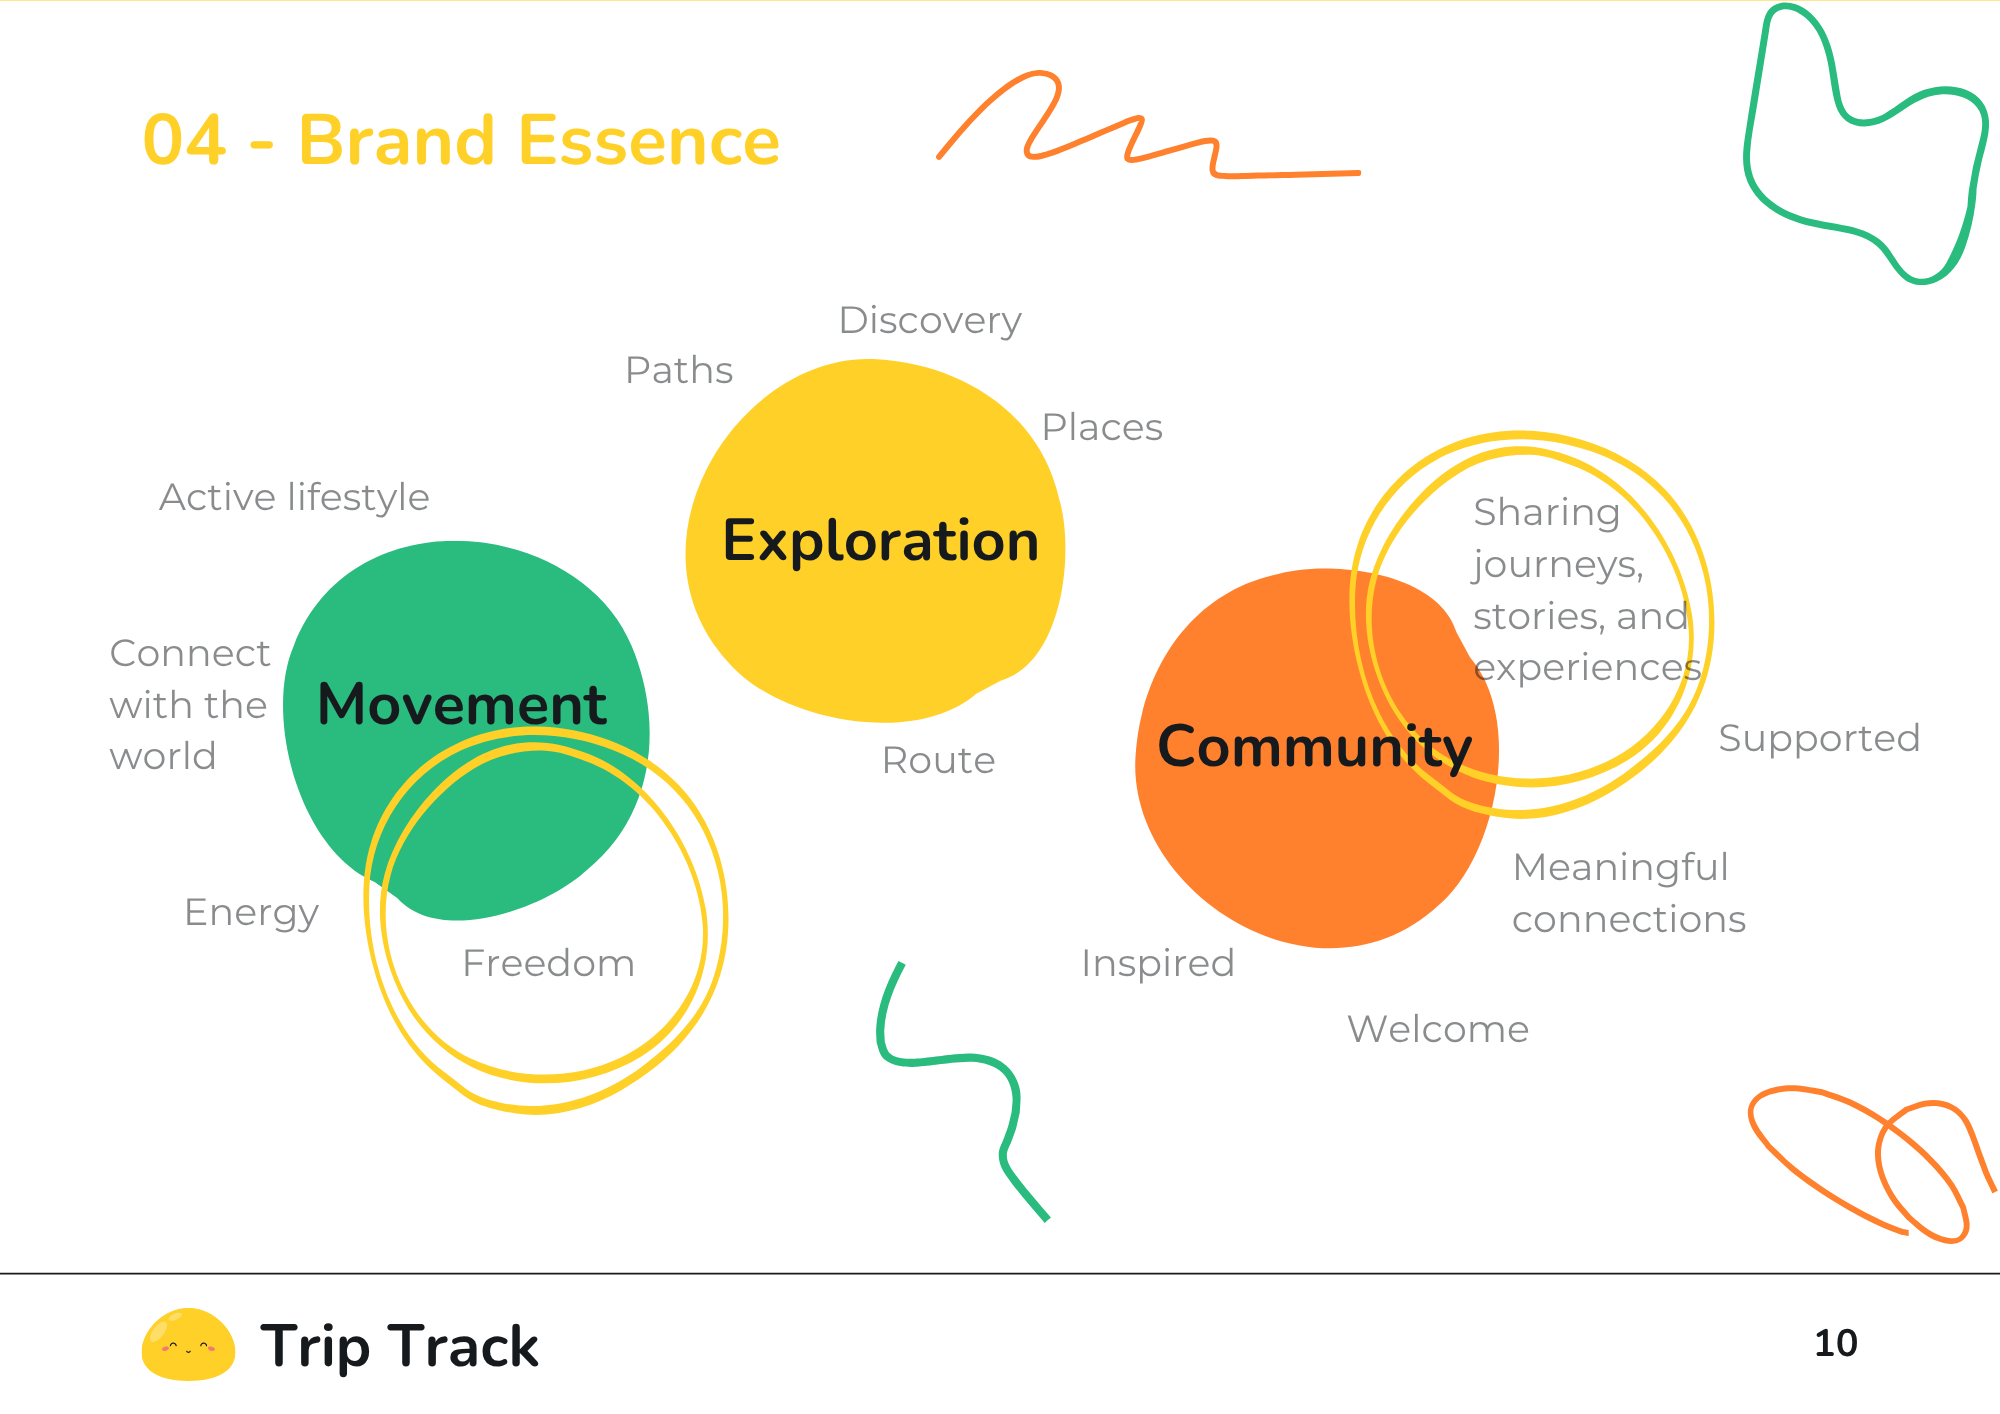 04 - Brand Essence
Discovery
Paths
Places
Exploration
Route
Active lifestyle
Connect
with the
world
Movement
Energy
Freedom
Sharing
journeys,
stories, and
experiences
Community
Supported
Meaningful
connections
Inspired
Welcome
Trip Track
10